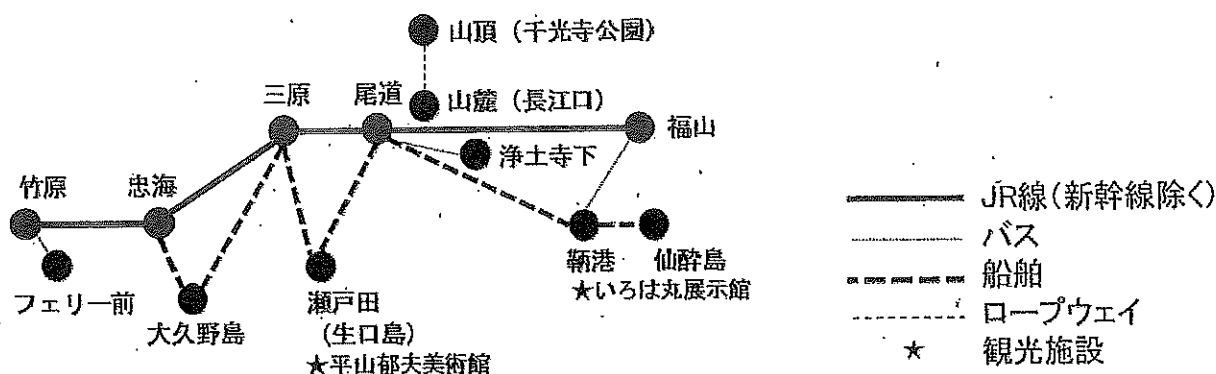 山頂（千光寺公園）
三原
尾道
山麓（長江口）
福山
浄土寺下
竹原
忠海
フェリー前
大久野島
瀬戸田
（生口島）
★平山郁夫美術館
鞆港
仙酔島
★いろは丸展示館
JR線（新幹線除く）
バス
船舶
ロープウェイ
★ 観光施設